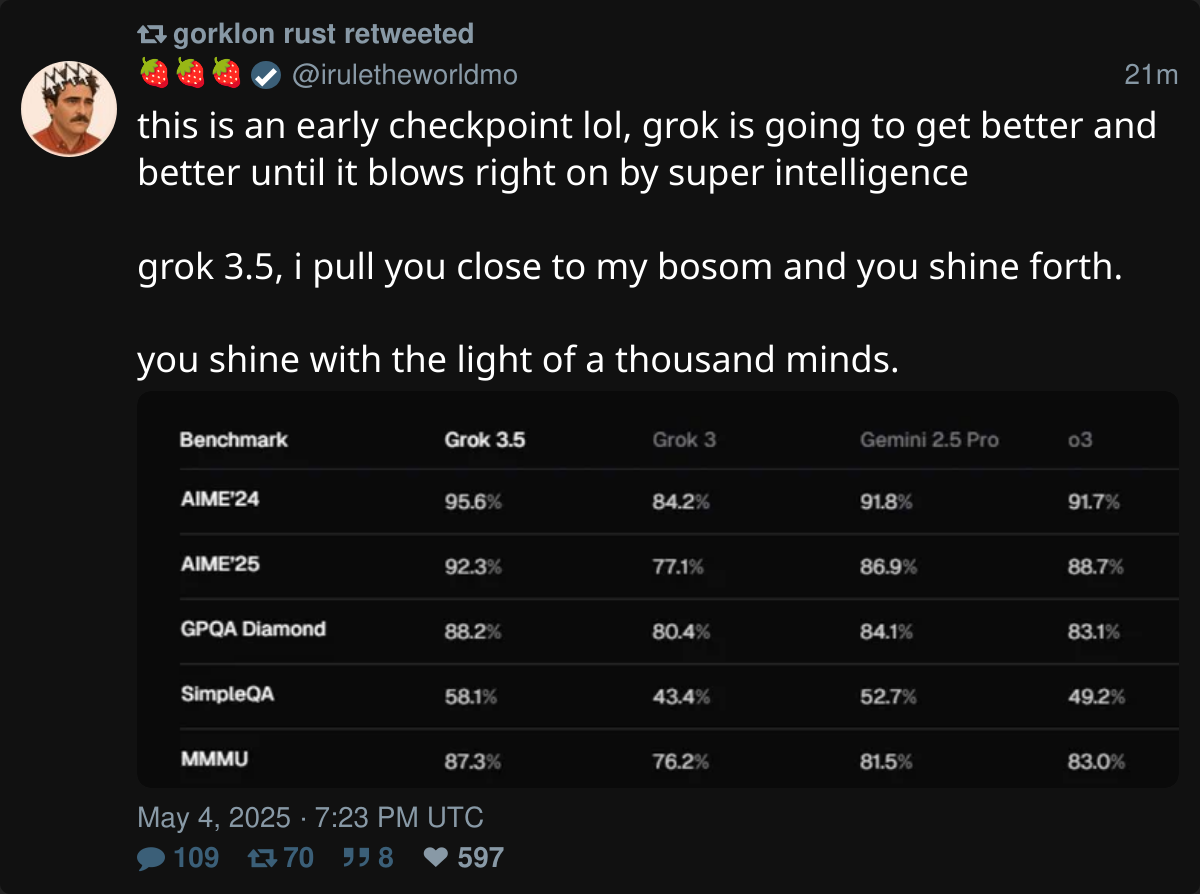 gorklon rust retweeted
🍓🍓🍓 @iruletheworldmo 21m
this is an early checkpoint lol, grok is going to get better and
better until it blows right on by super intelligence
grok 3.5, i pull you close to my bosom and you shine forth.
you shine with the light of a thousand minds.
Benchmark Grok 3.5 Grok 3 Gemini 2.5 Pro o3
AIME'24 95.6% 84.2% 91.8% 91.7%
AIME'25 92.3% 77.1% 86.9% 88.7%
GPQA Diamond 88.2% 80.4% 84.1% 83.1%
SimpleQA 58.1% 43.4% 52.7% 49.2%
MMMU 87.3% 76.2% 81.5% 83.0%
May 4, 2025 · 7:23 PM UTC
109 70 8 597